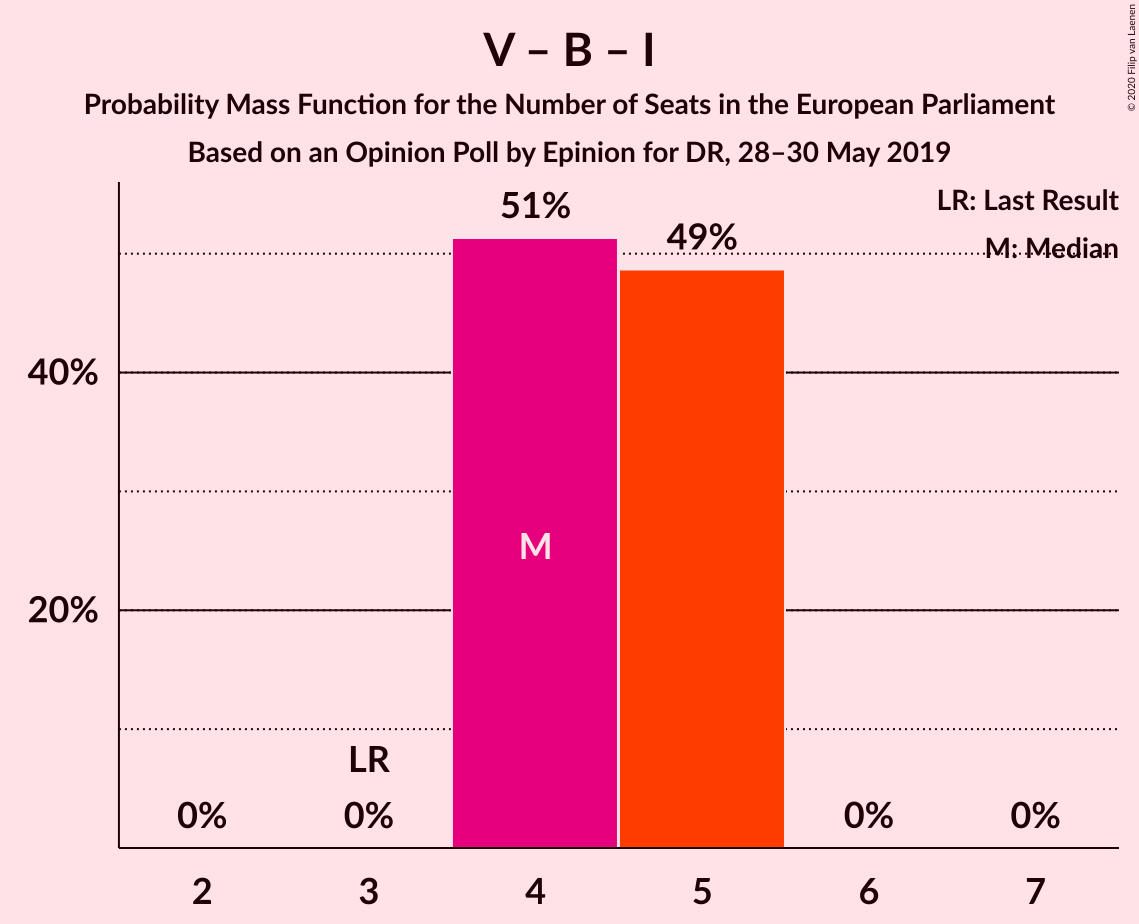 V – B – I
Probability Mass Function for the Number of Seats in the European Parliament
Based on an Opinion Poll by Epinion for DR, 28–30 May 2019
© 2020 Filip van Laenen
LR: Last Result
M: Median
51%
49%
40%
20%
M
LR
0%
0%
0%
0%
2 3 4 5 6 7